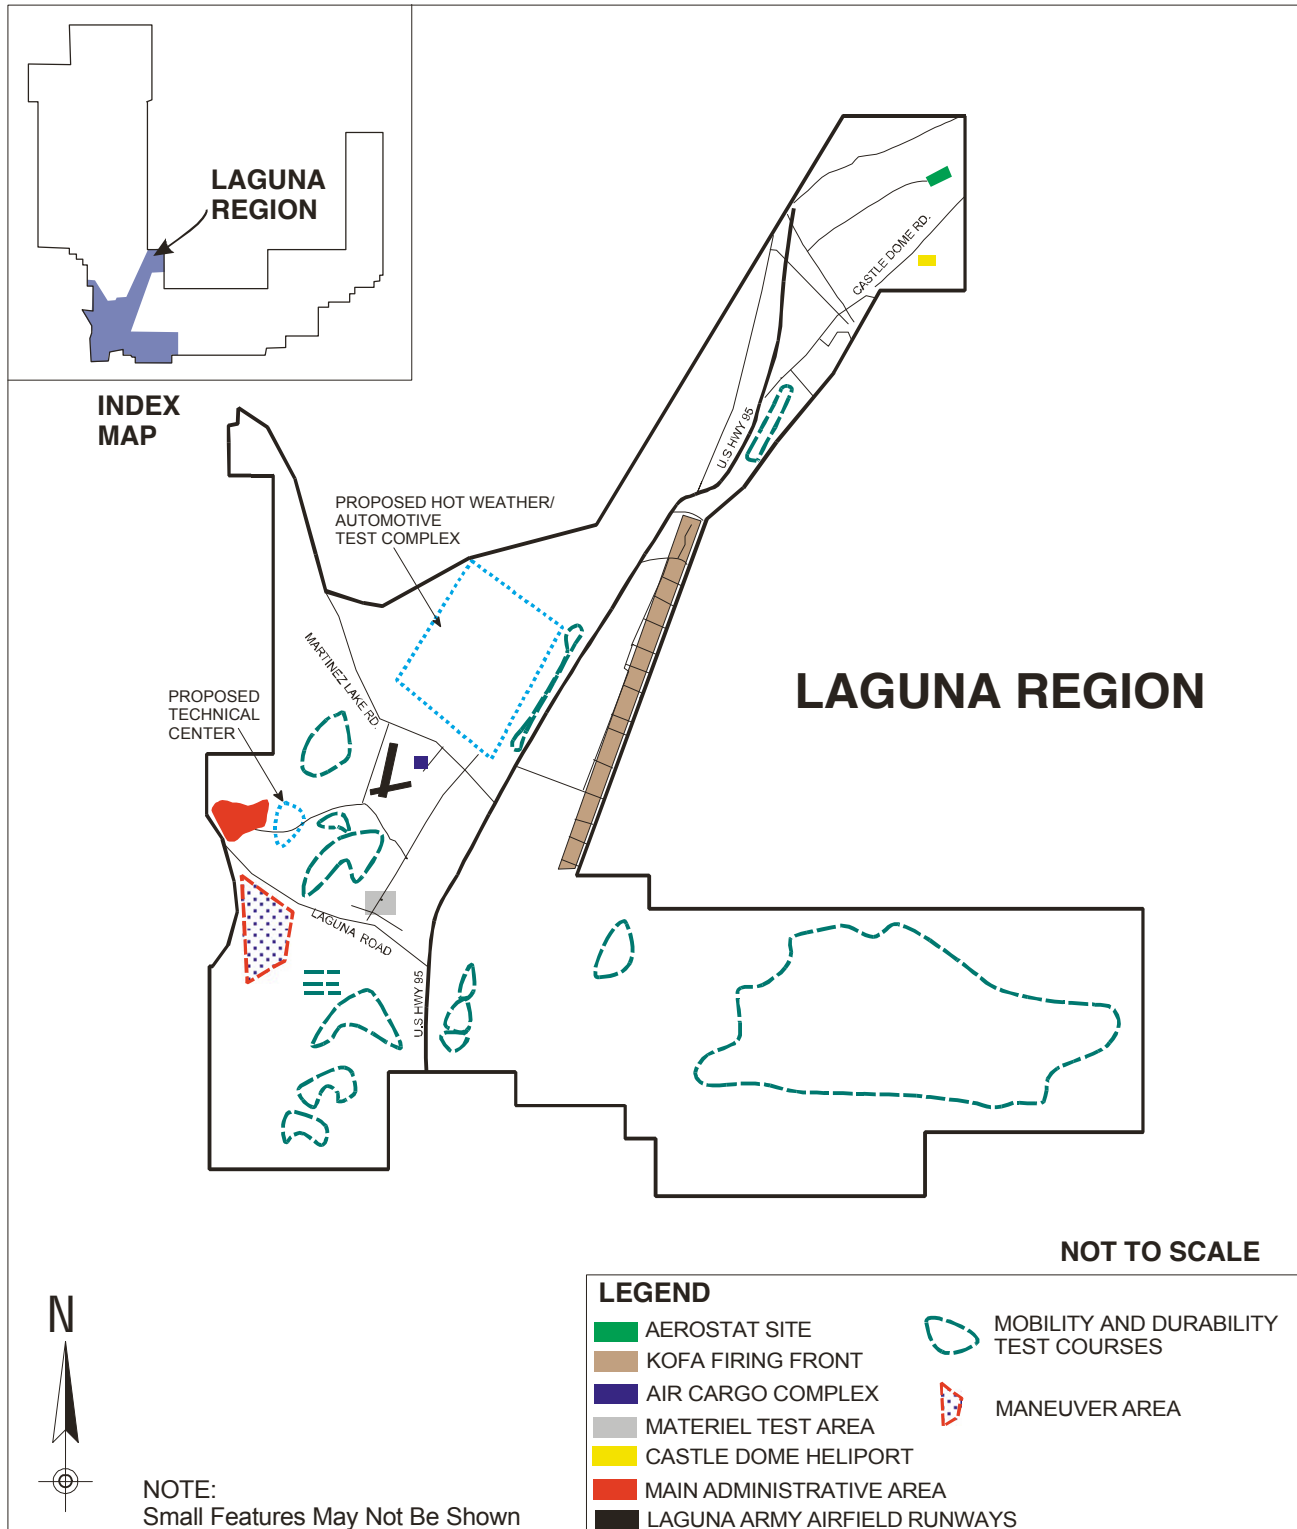 LAGUNA
REGION
INDEX
MAP
CASTLE DOME RD.
U.S HWY 95
PROPOSED HOT WEATHER/
AUTOMOTIVE
TEST COMPLEX
MARTINEZ LAKE RD.
LAGUNA REGION
PROPOSED
TECHNICAL
CENTER
LAGUNA ROAD
U.S HWY 95
NOT TO SCALE
LEGEND
AEROSTAT SITE
KOFA FIRING FRONT
AIR CARGO COMPLEX
MATERIEL TEST AREA
CASTLE DOME HELIPORT
MAIN ADMINISTRATIVE AREA
LAGUNA ARMY AIRFIELD RUNWAYS
MOBILITY AND DURABILITY
TEST COURSES
MANEUVER AREA
N
NOTE:
Small Features May Not Be Shown